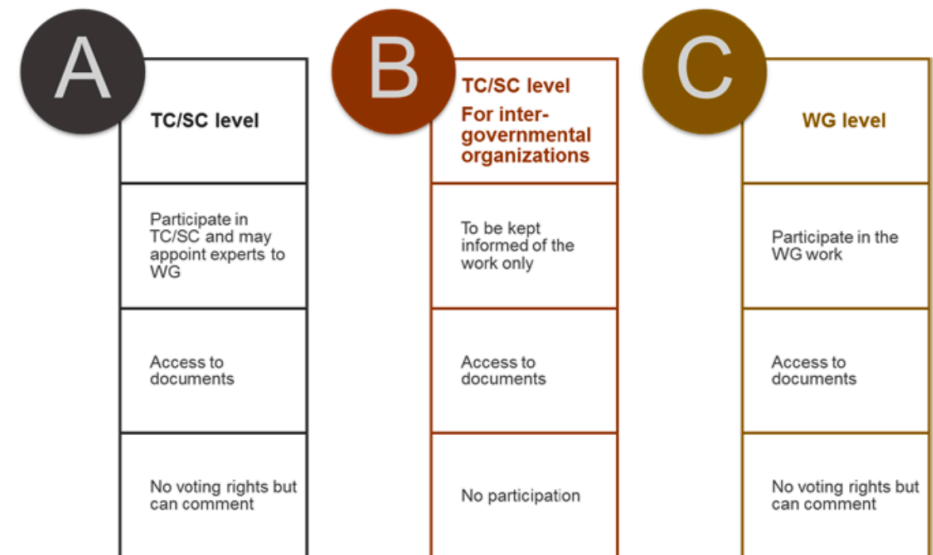 A
TC/SC level
Participate in
TC/SC and may
appoint experts to
WG
Access to
documents
No voting rights but
can comment
B
TC/SC level
For inter-
governmental
organizations
To be kept
informed of the
work only
Access to
documents
No participation
C
WG level
Participate in the
WG work
Access to
documents
No voting rights but
can comment